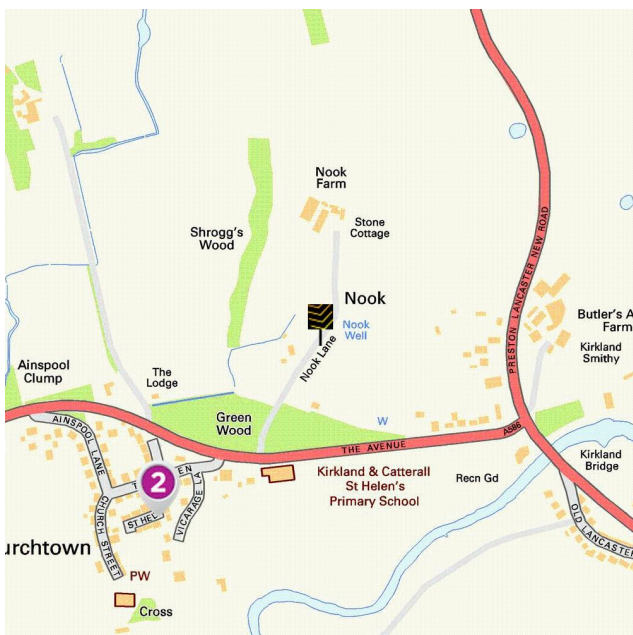 Nook
Farm
Stone
Cottage
Shrogg's
Wood
PRESTON LANCASTER NEW ROAD
Nook
Nook
Well
Nook Lane
Butler's A
Farm
Kirkland
Smithy
Ainspool
Clump
The
Lodge
Green
Wood
W
AINSPOOL LANE
THE AVENUE
A586
Kirkland & Catterall
St Helen's
Primary School
Recn Gd
Kirkland
Bridge
2
EN
ST HEL
VICARAGE LA
CHURCH STREET
OLD LANCASTER
urchtown
PW
Cross